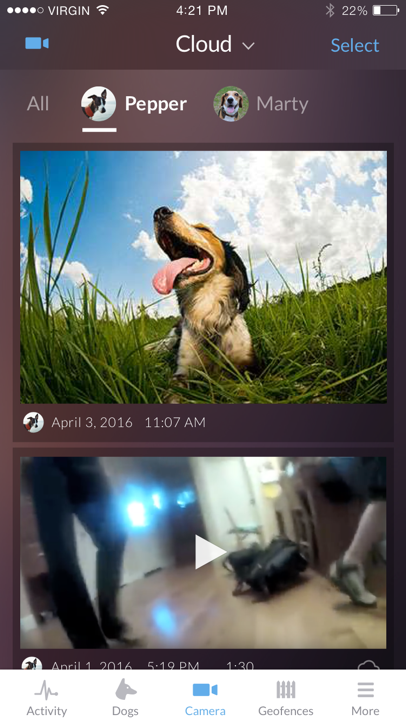 VIRGIN 4:21 PM 22%
Cloud Select
All Pepper Marty
April 3, 2016 11:07 AM
April 1, 2016 5:19 PM 1:30
Activity Dogs Camera Geofences More